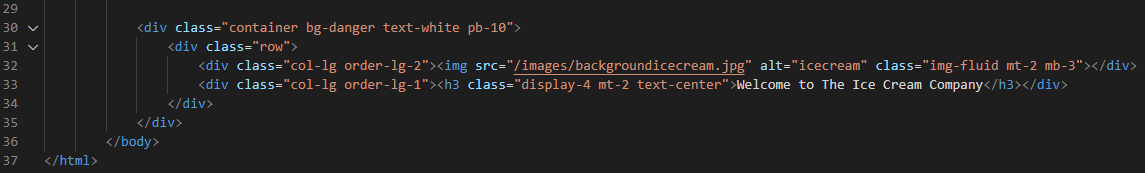 29
30 <div class="container bg-danger text-white pb-10">
31 <div class="row">
32 <div class="col-lg order-lg-2"><img src="/images/backgroundicecream.jpg" alt="icecream" class="img-fluid mt-2 mb-3"></div>
33 <div class="col-lg order-lg-1"><h3 class="display-4 mt-2 text-center">Welcome to The Ice Cream Company</h3></div>
34 </div>
35 </div>
36 </body>
37 </html>